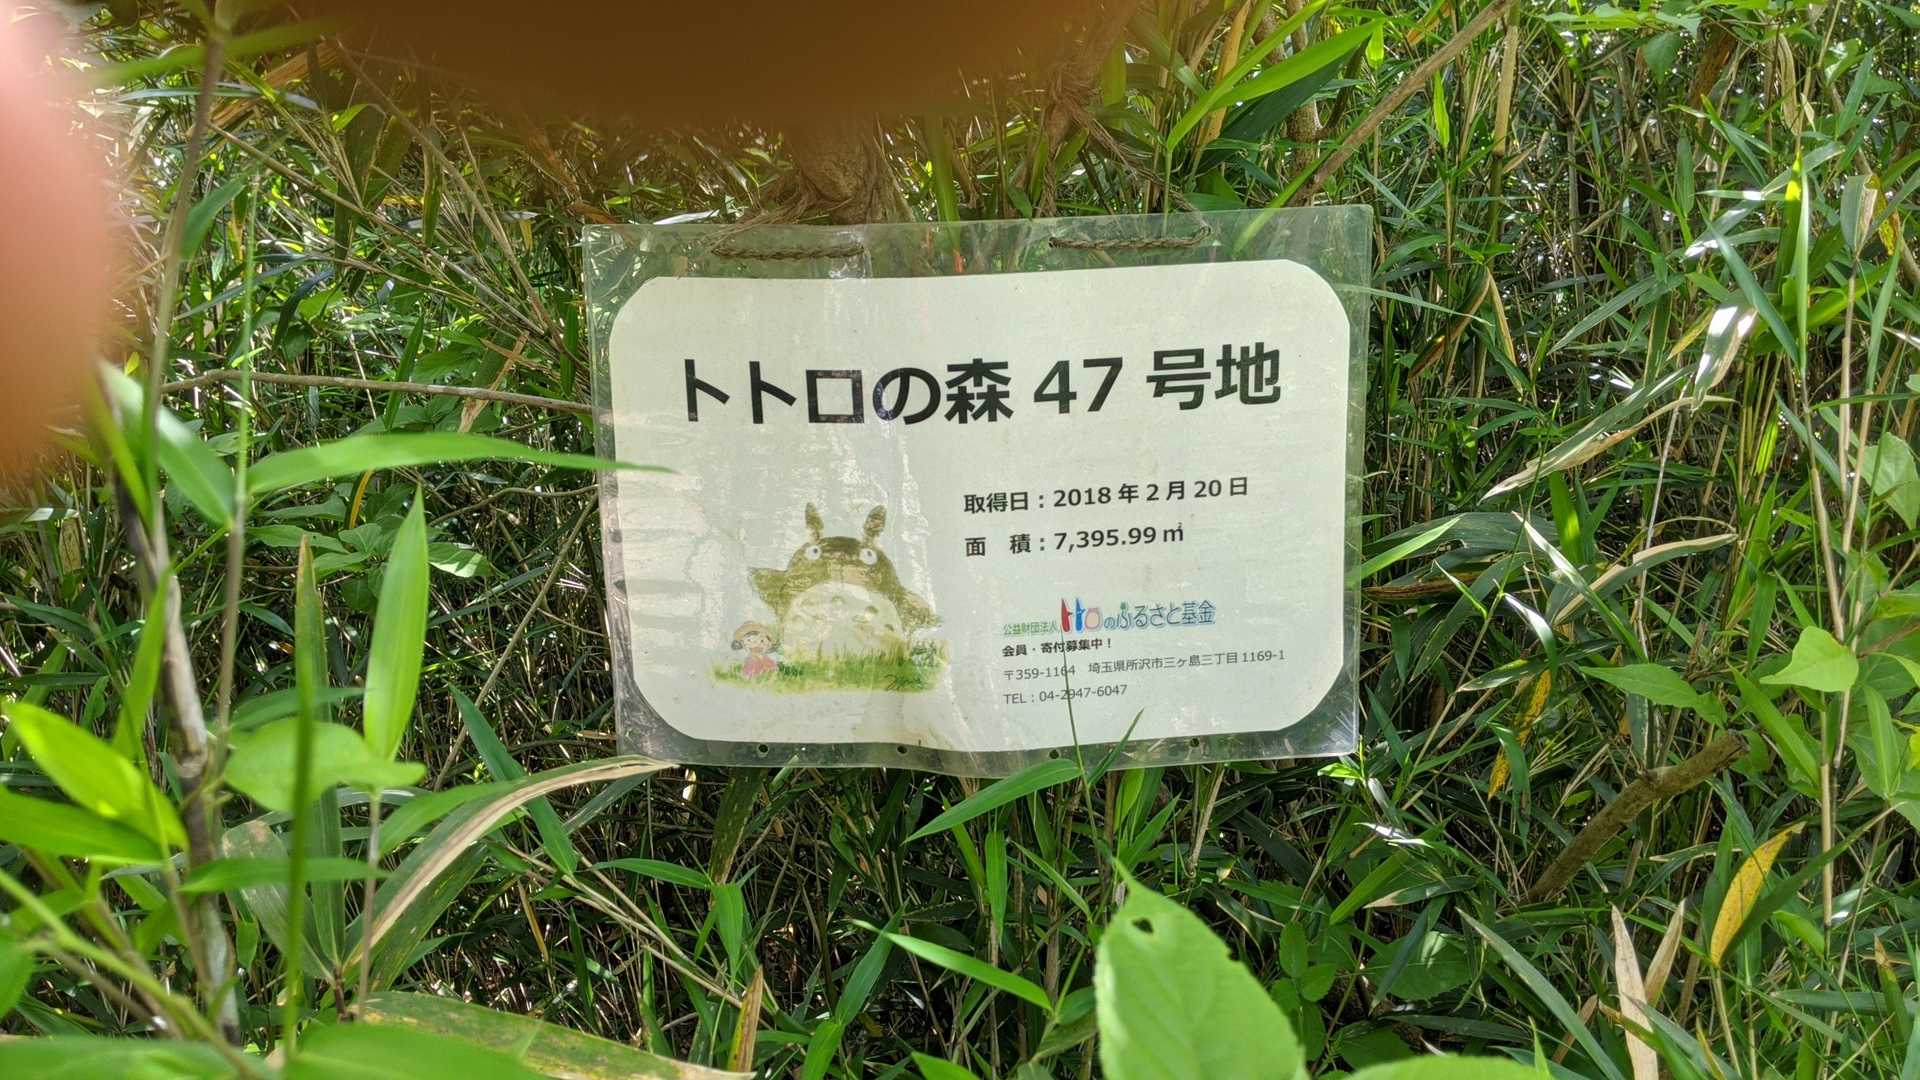 トトロの森 47 号地
取得日：2018 年 2 月 20 日
面　積：7,395.99 ㎡
公益財団法人 トトロのふるさと基金
会員・寄付募集中！
〒359-1164　埼玉県所沢市三ヶ島三丁目 1169-1
TEL：04-2947-6047